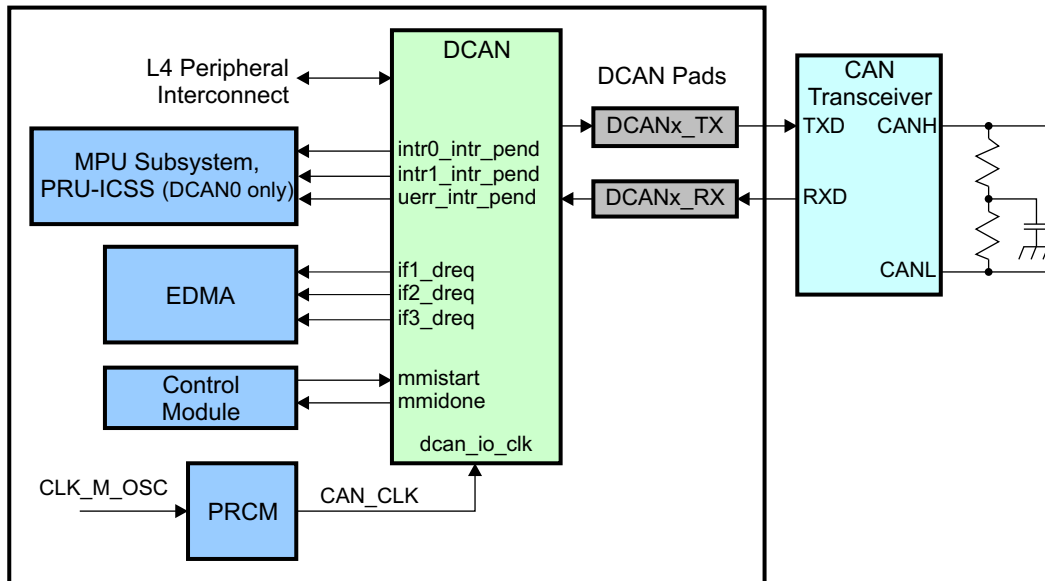 DCAN
L4 Peripheral
Interconnect
DCAN Pads
CAN
Transceiver
DCANx_TX
TXD
CANH
MPU Subsystem,
PRU-ICSS (DCAN0 only)
intr0_intr_pend
intr1_intr_pend
uerr_intr_pend
DCANx_RX
RXD
CANL
EDMA
if1_dreq
if2_dreq
if3_dreq
Control
Module
mmistart
mmidone
dcan_io_clk
CLK_M_OSC
PRCM
CAN_CLK